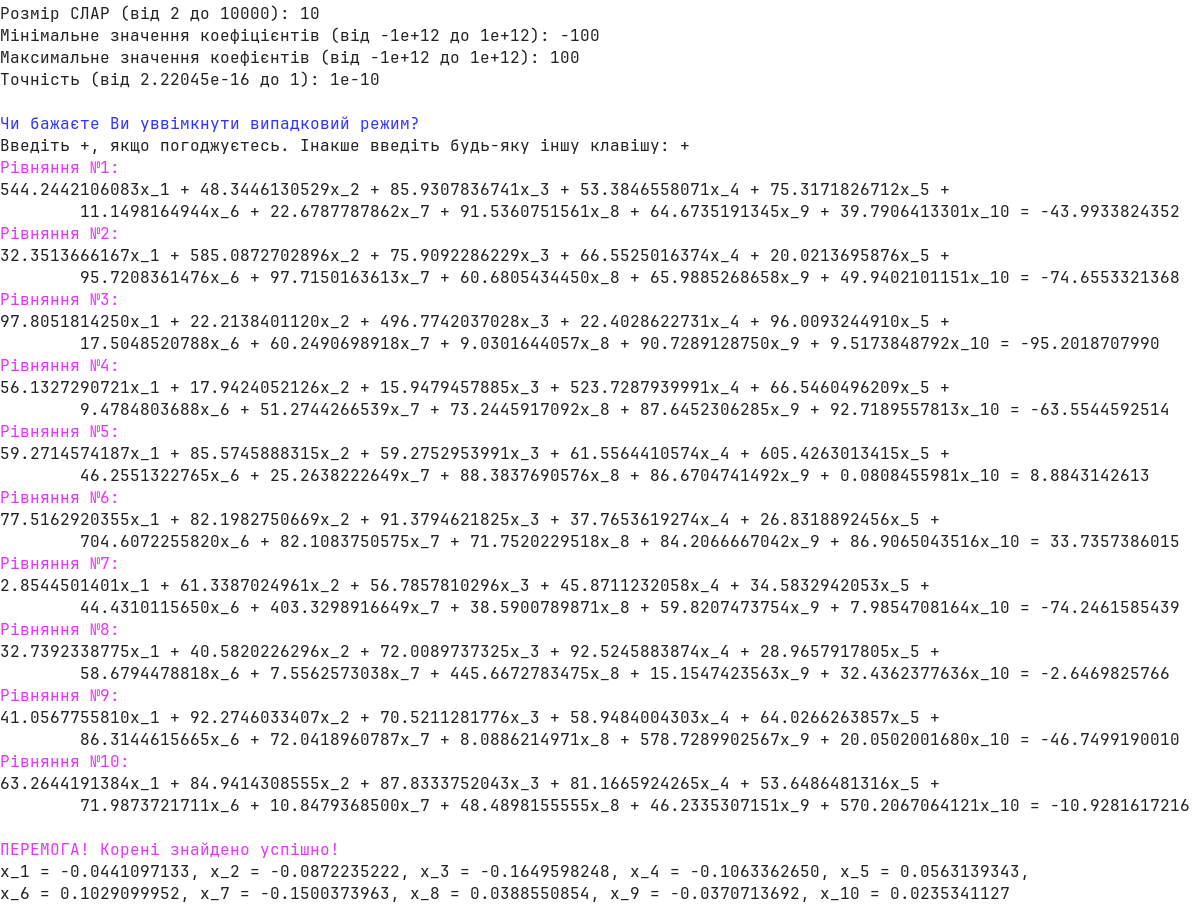 Розмір СЛАР (від 2 до 10000): 10
Мінімальне значення коефіцієнтів (від -1e+12 до 1e+12): -100
Максимальне значення коефієнтів (від -1e+12 до 1e+12): 100
Точність (від 2.22045e-16 до 1): 1e-10
Чи бажаєте Ви уввімкнути випадковий режим?
Введіть +, якщо погоджуєтесь. Інакше введіть будь-яку іншу клавішу: +
Рівняння №1:
544.2442106083x_1 + 48.3446130529x_2 + 85.9307836741x_3 + 53.3846558071x_4 + 75.3171826712x_5 +
11.1498164944x_6 + 22.6787787862x_7 + 91.5360751561x_8 + 64.6735191345x_9 + 39.7906413301x_10 = -43.9933824352
Рівняння №2:
32.3513666167x_1 + 585.0872702896x_2 + 75.9092286229x_3 + 66.5525016374x_4 + 20.0213695876x_5 +
95.7208361476x_6 + 97.7150163613x_7 + 60.6805434450x_8 + 65.9885268658x_9 + 49.9402101151x_10 = -74.6553321368
Рівняння №3:
97.8051814250x_1 + 22.2138401120x_2 + 496.7742037028x_3 + 22.4028622731x_4 + 96.0093244910x_5 +
17.5048520788x_6 + 60.2490698918x_7 + 9.0301644057x_8 + 90.7289128750x_9 + 9.5173848792x_10 = -95.2018707990
Рівняння №4:
56.1327290721x_1 + 17.9424052126x_2 + 15.9479457885x_3 + 523.7287939991x_4 + 66.5460496209x_5 +
9.4784803688x_6 + 51.2744266539x_7 + 73.2445917092x_8 + 87.6452306285x_9 + 92.7189557813x_10 = -63.5544592514
Рівняння №5:
59.2714574187x_1 + 85.5745888315x_2 + 59.2752953991x_3 + 61.5564410574x_4 + 605.4263013415x_5 +
46.2551322765x_6 + 25.2638222649x_7 + 88.3837690576x_8 + 86.6704741492x_9 + 0.0808455981x_10 = 8.8843142613
Рівняння №6:
77.5162920355x_1 + 82.1982750669x_2 + 91.3794621825x_3 + 37.7653619274x_4 + 26.8318892456x_5 +
704.6072255820x_6 + 82.1083750575x_7 + 71.7520229518x_8 + 84.2066667042x_9 + 86.9065043516x_10 = 33.7357386015
Рівняння №7:
2.8544501401x_1 + 61.3387024961x_2 + 56.7857810296x_3 + 45.8711232058x_4 + 34.5832942053x_5 +
44.4310115650x_6 + 403.3298916649x_7 + 38.5900789871x_8 + 59.8207473754x_9 + 7.9854708164x_10 = -74.2461585439
Рівняння №8:
32.7392338775x_1 + 40.5820226296x_2 + 72.0089737325x_3 + 92.5245883874x_4 + 28.9657917805x_5 +
58.6794478818x_6 + 7.5562573038x_7 + 445.6672783475x_8 + 15.1547423563x_9 + 32.4362377636x_10 = -2.6469825766
Рівняння №9:
41.0567755810x_1 + 92.2746033407x_2 + 70.5211281776x_3 + 58.9484004303x_4 + 64.0266263857x_5 +
86.3144615665x_6 + 72.0418960787x_7 + 8.0886214971x_8 + 578.7289902567x_9 + 20.0502001680x_10 = -46.7499190010
Рівняння №10:
63.2644191384x_1 + 84.9414308555x_2 + 87.8333752043x_3 + 81.1665924265x_4 + 53.6486481316x_5 +
71.9873721711x_6 + 10.8479368500x_7 + 48.4898155555x_8 + 46.2335307151x_9 + 570.2067064121x_10 = -10.9281617216
ПЕРЕМОГА! Корені знайдено успішно!
x_1 = -0.0441097133, x_2 = -0.0872235222, x_3 = -0.1649598248, x_4 = -0.1063362650, x_5 = 0.0563139343,
x_6 = 0.1029099952, x_7 = -0.1500373963, x_8 = 0.0388550854, x_9 = -0.0370713692, x_10 = 0.0235341127